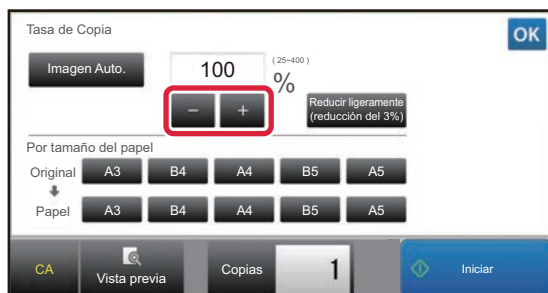 Tasa de Copia
OK
Imagen Auto.
100
(25~400)
%
−
+
Reducir ligeramente
(reducción del 3%)
Por tamaño del papel
Original A3 B4 A4 B5 A5
Papel A3 B4 A4 B5 A5
CA
Vista previa
Copias
1
Iniciar